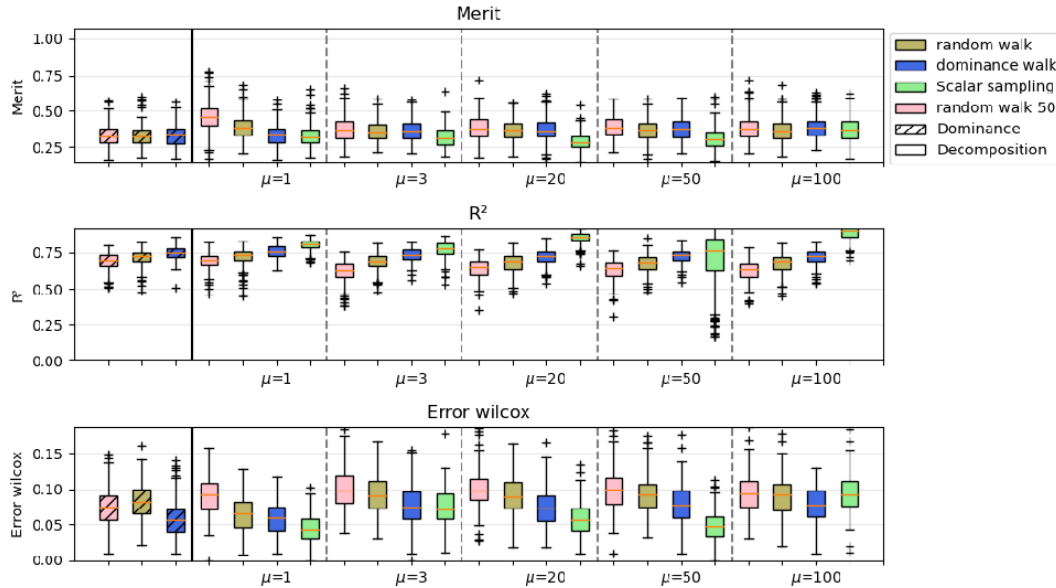 Merit
1.00
0.75
0.50
0.25
Merit
μ=1 μ=3 μ=20 μ=50 μ=100
random walk
dominance walk
Scalar sampling
random walk 50
Dominance
Decomposition
R²
0.75
0.50
0.25
0.00
R²
μ=1 μ=3 μ=20 μ=50 μ=100
Error wilcox
0.15
0.10
0.05
0.00
Error wilcox
μ=1 μ=3 μ=20 μ=50 μ=100